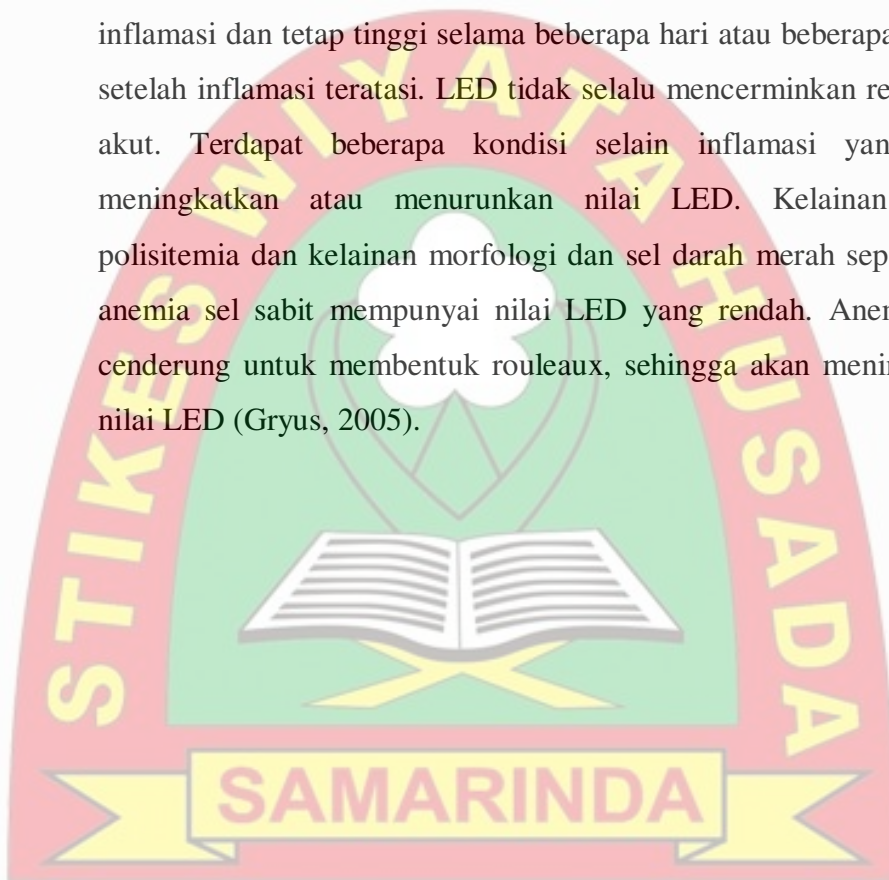 inflamasi dan tetap tinggi selama beberapa hari atau beberapa
setelah inflamasi teratasi. LED tidak selalu mencerminkan re
akut. Terdapat beberapa kondisi selain inflamasi yan
meningkatkan atau menurunkan nilai LED. Kelainan
polisitemia dan kelainan morfologi dan sel darah merah sep
anemia sel sabit mempunyai nilai LED yang rendah. Anem
cenderung untuk membentuk rouleaux, sehingga akan menin
nilai LED (Gryus, 2005).
STIKES WIYATA HUSADA
SAMARINDA